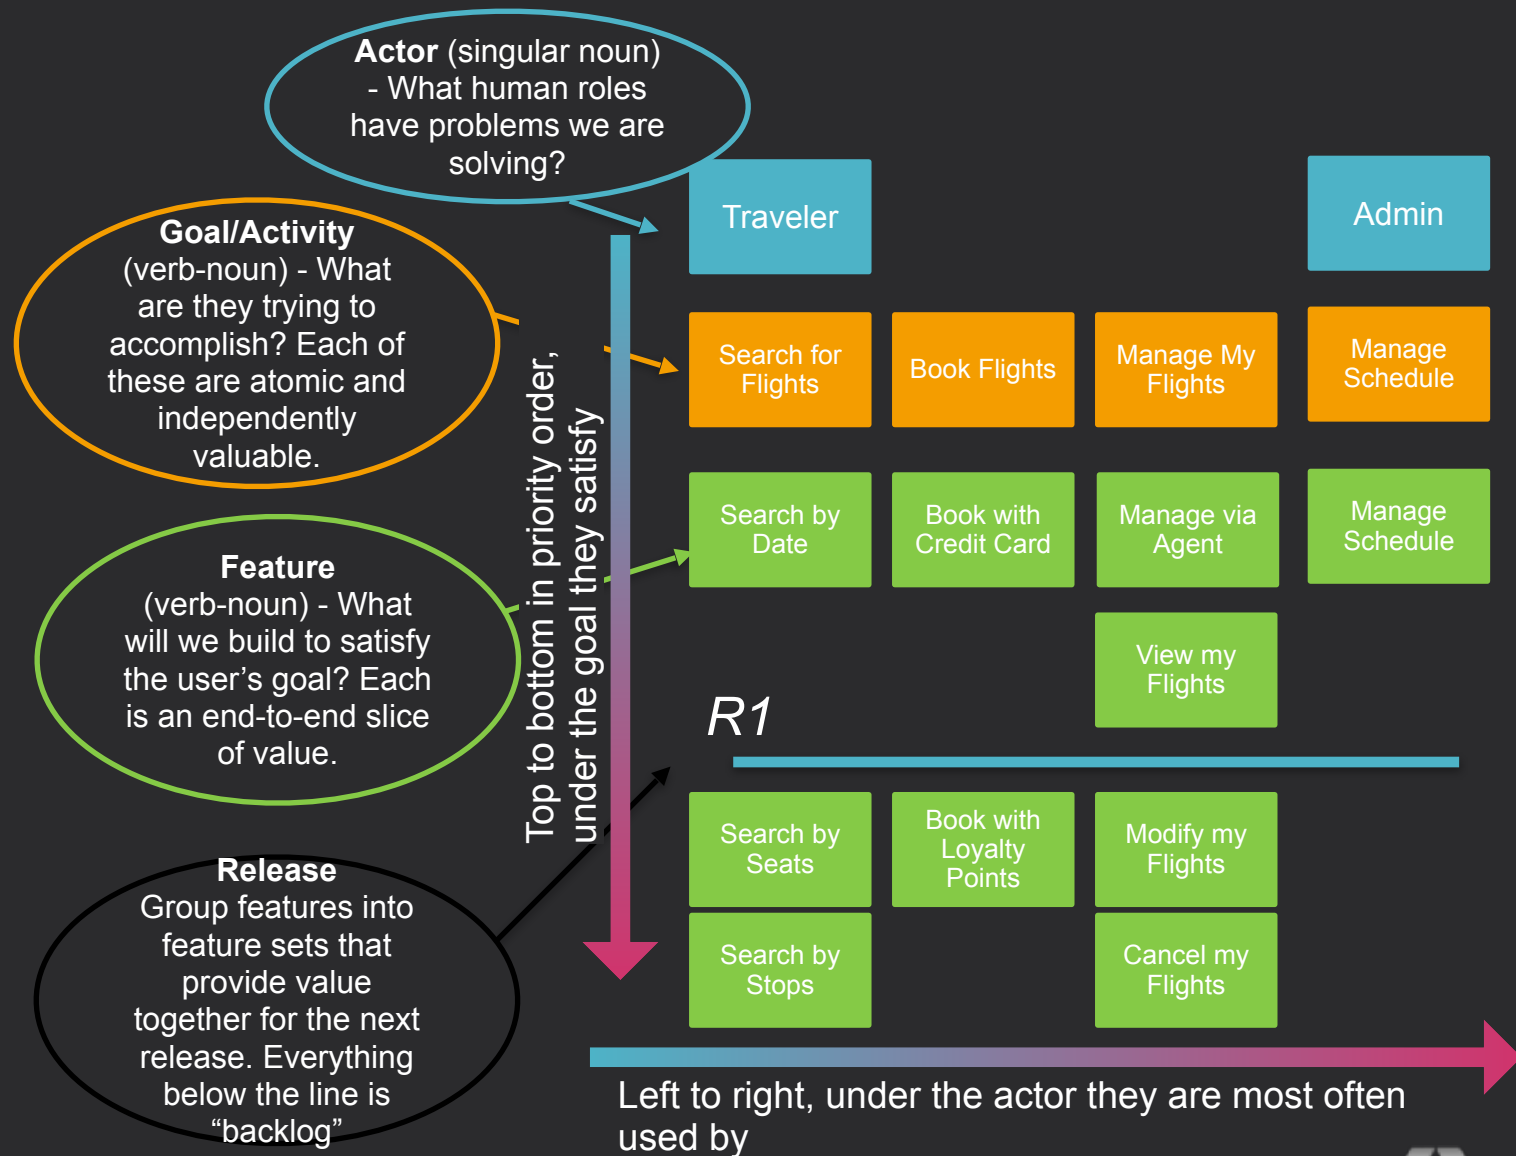 Actor (singular noun)
- What human roles
have problems we are
solving?
Traveler
Admin
Goal/Activity
(verb-noun) - What
are they trying to
accomplish? Each of
these are atomic and
independently
valuable.
Search for
Flights
Book Flights
Manage My
Flights
Manage
Schedule
Top to bottom in priority order,
under the goal they satisfy
Feature
(verb-noun) - What
will we build to satisfy
the user’s goal? Each
is an end-to-end slice
of value.
Search by
Date
Book with
Credit Card
Manage via
Agent
Manage
Schedule
View my
Flights
R1
Release
Group features into
feature sets that
provide value
together for the next
release. Everything
below the line is
“backlog”
Search by
Seats
Book with
Loyalty
Points
Modify my
Flights
Search by
Stops
Cancel my
Flights
Left to right, under the actor they are most often
used by